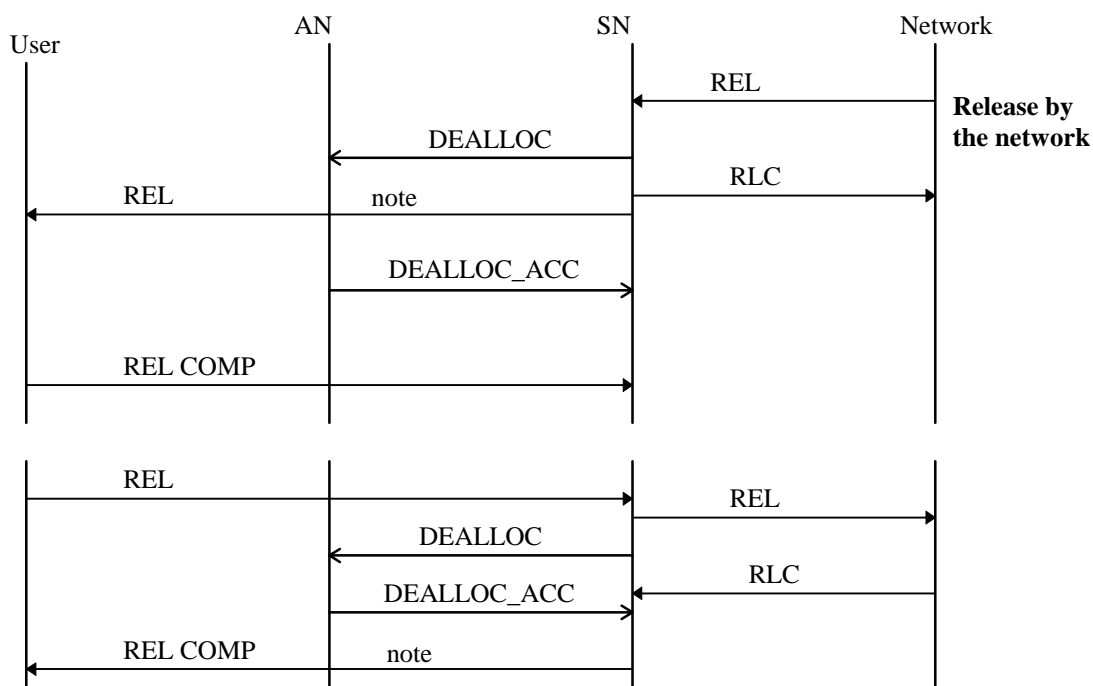 User
AN
SN
Network
REL
Release by
the network
DEALLOC
RLC
REL
note
DEALLOC_ACC
REL COMP
REL
REL
DEALLOC
RLC
DEALLOC_ACC
REL COMP
note